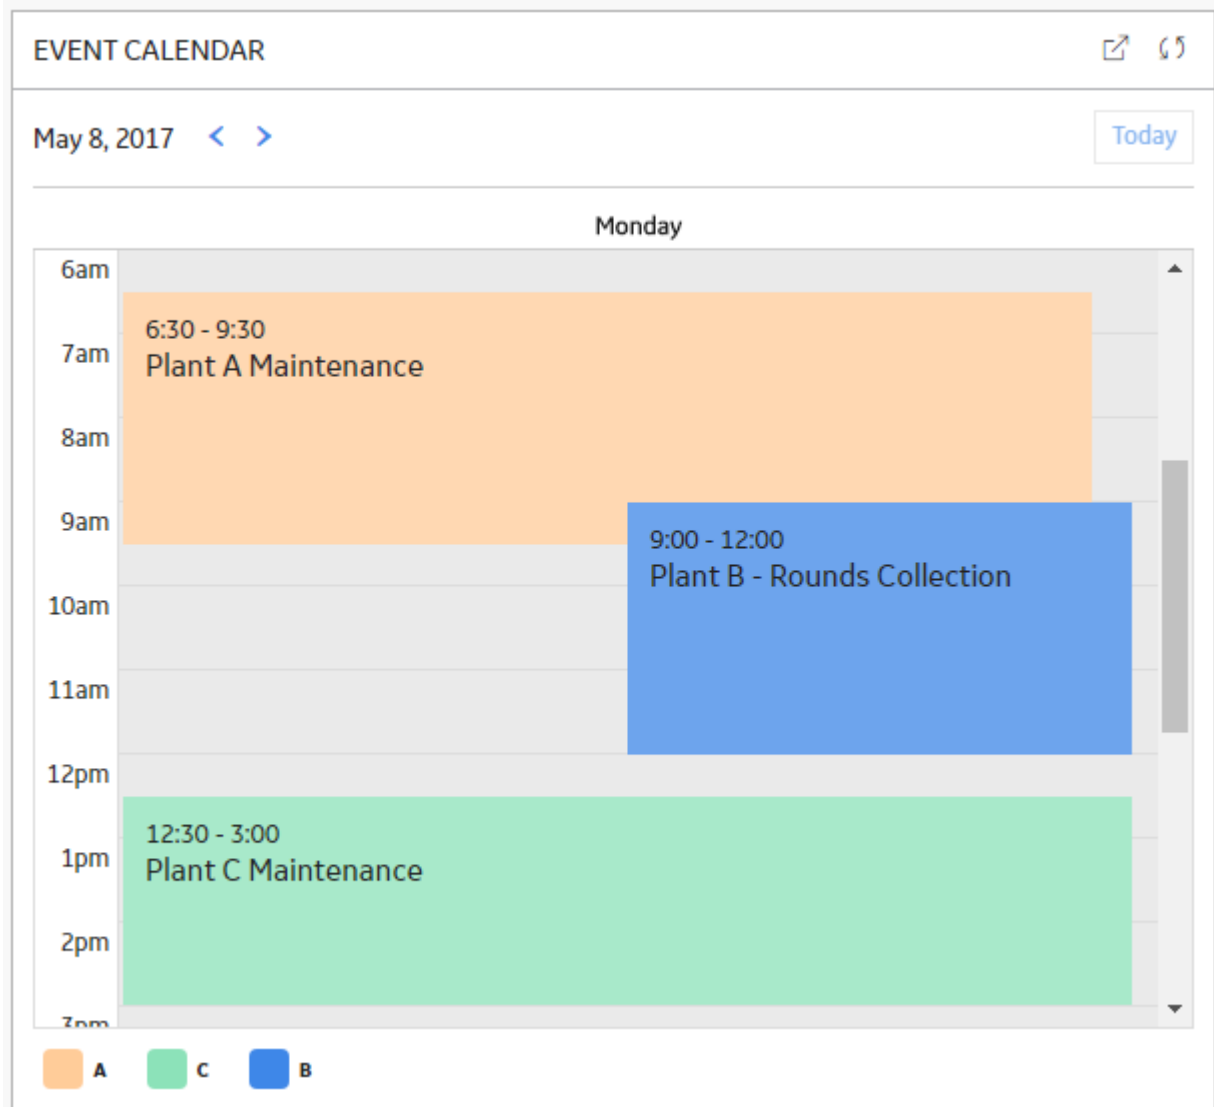 EVENT CALENDAR
May 8, 2017
Today
Monday
6am
6:30 - 9:30
7am
Plant A Maintenance
8am
9am
9:00 - 12:00
Plant B - Rounds Collection
10am
11am
12pm
12:30 - 3:00
1pm
Plant C Maintenance
2pm
3pm
A
C
B